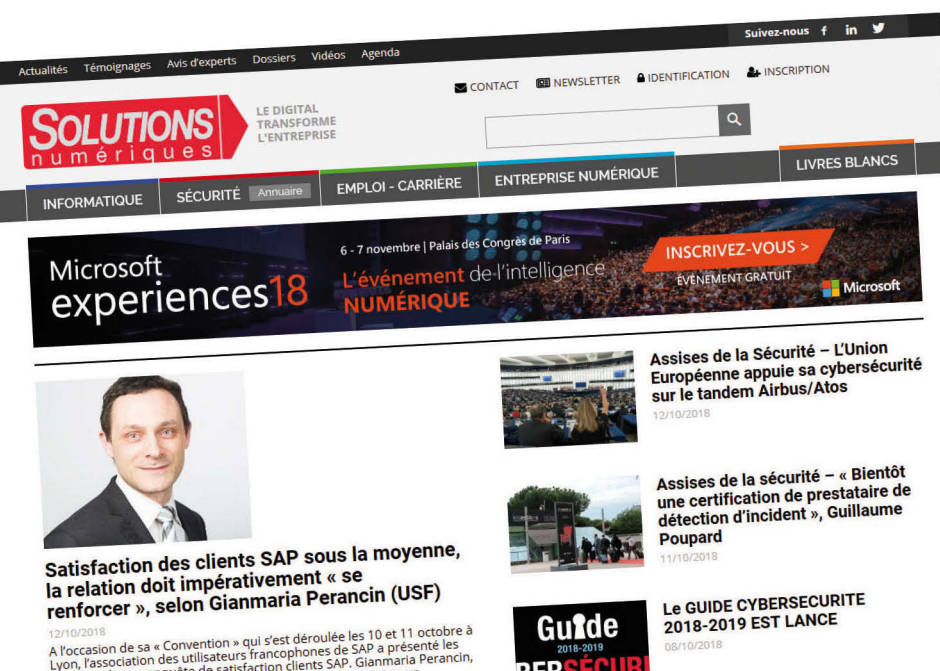 Suivez-nous
Actualités Témoignages Avis d'experts Dossiers Vidéos Agenda
CONTACT NEWSLETTER IDENTIFICATION INSCRIPTION
SOLUTIONS
numériques
LE DIGITAL
TRANSFORME
L'ENTREPRISE
INFORMATIQUE SÉCURITÉ Annuaire EMPLOI - CARRIÈRE ENTREPRISE NUMÉRIQUE LIVRES BLANCS
Microsoft
experiences18
6 - 7 novembre | Palais des Congrès de Paris
L'événement de l'intelligence
NUMÉRIQUE
INSCRIVEZ-VOUS >
ÉVÉNEMENT GRATUIT
Microsoft
Satisfaction des clients SAP sous la moyenne,
la relation doit impérativement « se
renforcer », selon Gianmaria Perancin (USF)
12/10/2018
A l'occasion de sa « Convention » qui s'est déroulée les 10 et 11 octobre à
Lyon, l'association des utilisateurs francophones de SAP a présenté les
satisfaction clients SAP. Gianmaria Perancin,
Assises de la Sécurité – L'Union
Européenne appuie sa cybersécurité
sur le tandem Airbus/Atos
12/10/2018
Assises de la sécurité – « Bientôt
une certification de prestataire de
détection d'incident », Guillaume
Poupard
11/10/2018
Guide
2018-2019
Le GUIDE CYBERSECURITE
2018-2019 EST LANCE
08/10/2018